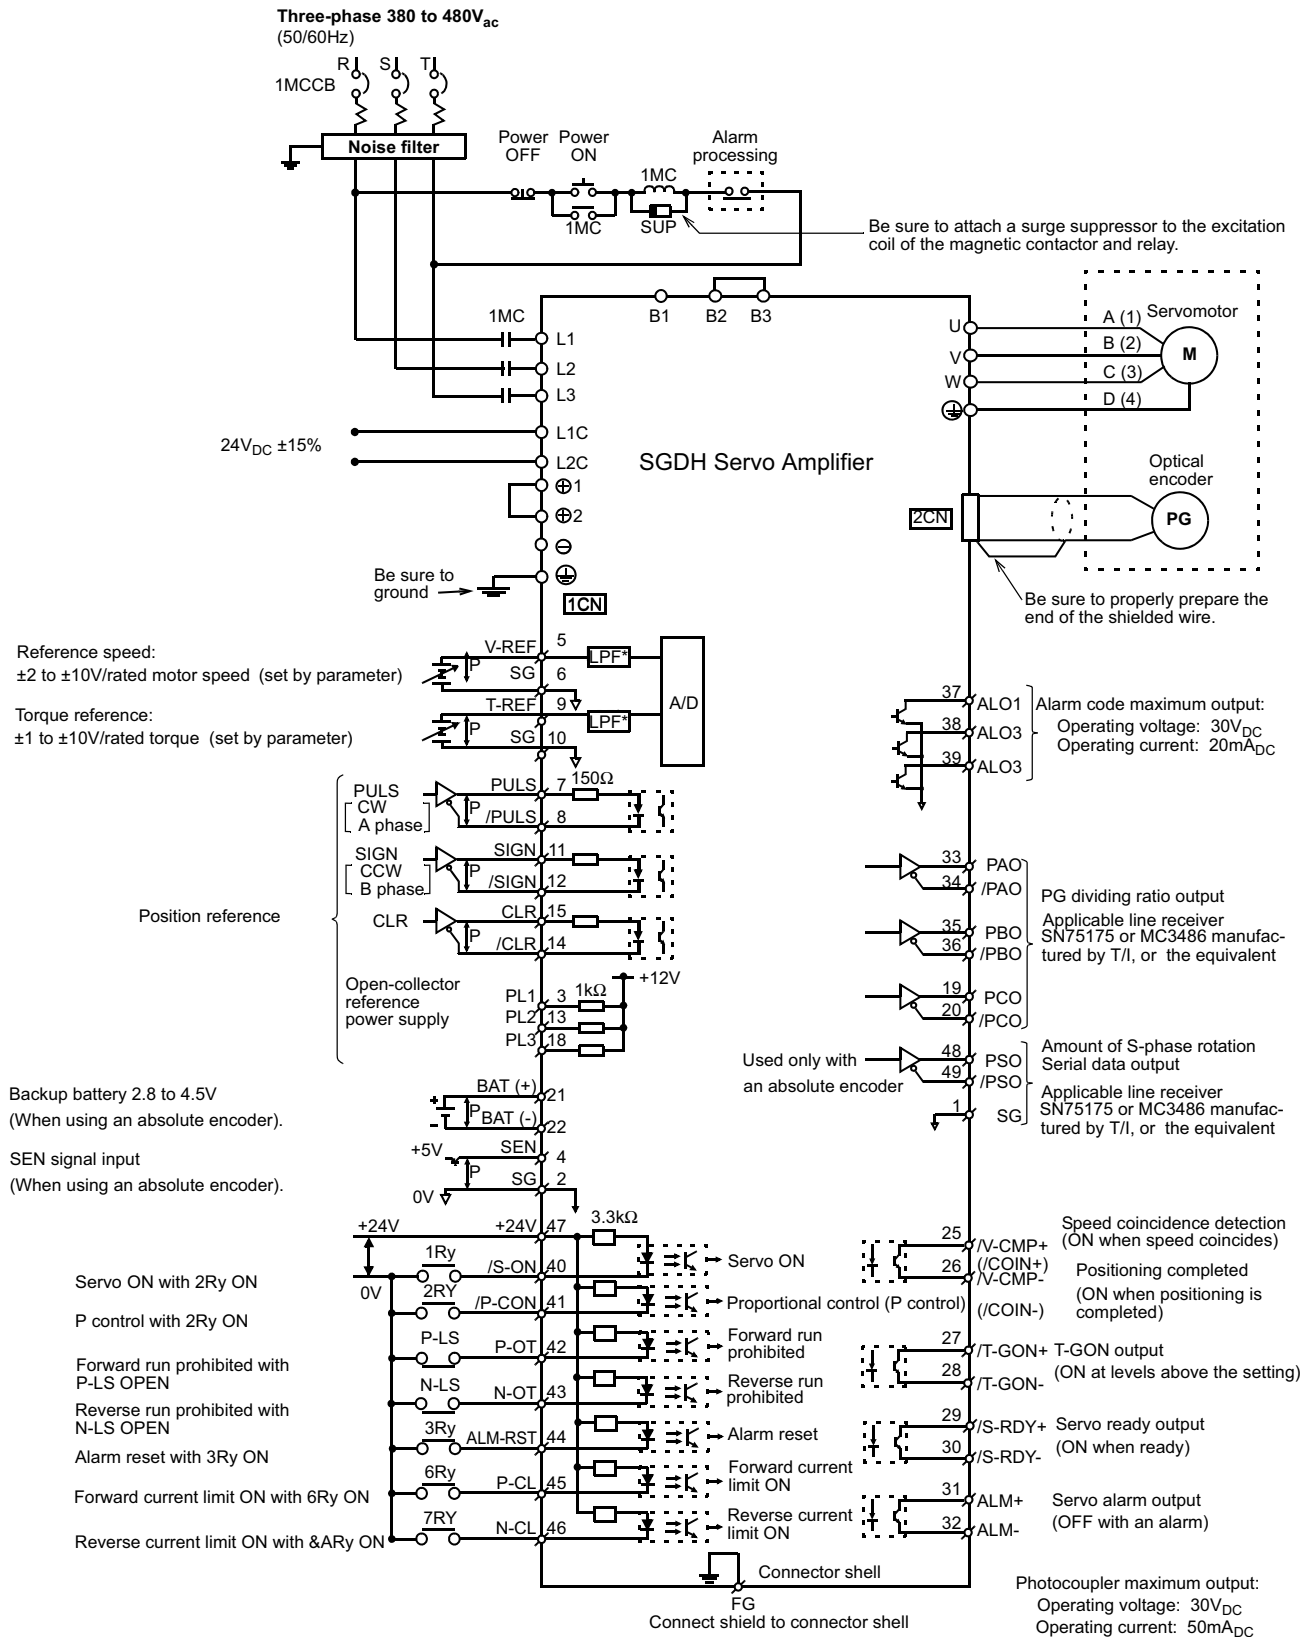 Three-phase 380 to 480Vac
(50/60Hz)
R
S
T
1MCCB
Noise filter
Power
OFF
Power
ON
Alarm
processing
1MC
1MC
SUP
Be sure to attach a surge suppressor to the excitation
coil of the magnetic contactor and relay.
B1
B2
B3
1MC
L1
L2
L3
24VDC ±15%
L1C
L2C
⊕1
⊕2
⊖
Be sure to
ground
1CN
SGDH Servo Amplifier
U
V
W
A (1)
B (2)
C (3)
D (4)
Servomotor
M
Optical
encoder
PG
2CN
Be sure to properly prepare the
end of the shielded wire.
Reference speed:
±2 to ±10V/rated motor speed (set by parameter)
P
V-REF
5
SG
6
LPF*
Torque reference:
±1 to ±10V/rated torque (set by parameter)
P
T-REF
9
SG
10
LPF*
A/D
Position reference
PULS
CW
A phase
P
PULS
7
150Ω
/PULS
8
SIGN
CCW
B phase
P
SIGN
11
/SIGN
12
CLR
P
CLR
15
/CLR
14
Open-collector
reference
power supply
+12V
PL1
3
1kΩ
PL2
13
PL3
18
Backup battery 2.8 to 4.5V
(When using an absolute encoder).
+
-
P
BAT (+)
21
BAT (-)
22
SEN signal input
(When using an absolute encoder).
+5V
P
0V
SEN
4
SG
2
+24V
0V
+24V
47
3.3kΩ
Servo ON with 2Ry ON
1Ry
/S-ON
40
Servo ON
P control with 2Ry ON
2RY
/P-CON
41
Proportional control (P control)
Forward run prohibited with
P-LS OPEN
P-LS
P-OT
42
Forward run
prohibited
Reverse run prohibited with
N-LS OPEN
N-LS
N-OT
43
Reverse run
prohibited
Alarm reset with 3Ry ON
3Ry
ALM-RST
44
Alarm reset
Forward current limit ON with 6Ry ON
6Ry
P-CL
45
Forward current
limit ON
Reverse current limit ON with &ARy ON
7RY
N-CL
46
Reverse current
limit ON
37
ALO1
38
ALO3
39
ALO3
Alarm code maximum output:
Operating voltage: 30VDC
Operating current: 20mADC
33
PAO
34
/PAO
35
PBO
36
/PBO
19
PCO
20
/PCO
PG dividing ratio output
Applicable line receiver
SN75175 or MC3486 manufac-
tured by T/I, or the equivalent
Used only with
an absolute encoder
48
PSO
49
/PSO
1
SG
Amount of S-phase rotation
Serial data output
Applicable line receiver
SN75175 or MC3486 manufac-
tured by T/I, or the equivalent
25
/V-CMP+
(/COIN+)
26
/V-CMP-
(/COIN-)
Speed coincidence detection
(ON when speed coincides)
Positioning completed
(ON when positioning is
completed)
27
/T-GON+
28
/T-GON-
T-GON output
(ON at levels above the setting)
29
/S-RDY+
30
/S-RDY-
Servo ready output
(ON when ready)
31
ALM+
32
ALM-
Servo alarm output
(OFF with an alarm)
Connector shell
FG
Connect shield to connector shell
Photocoupler maximum output:
Operating voltage: 30VDC
Operating current: 50mADC